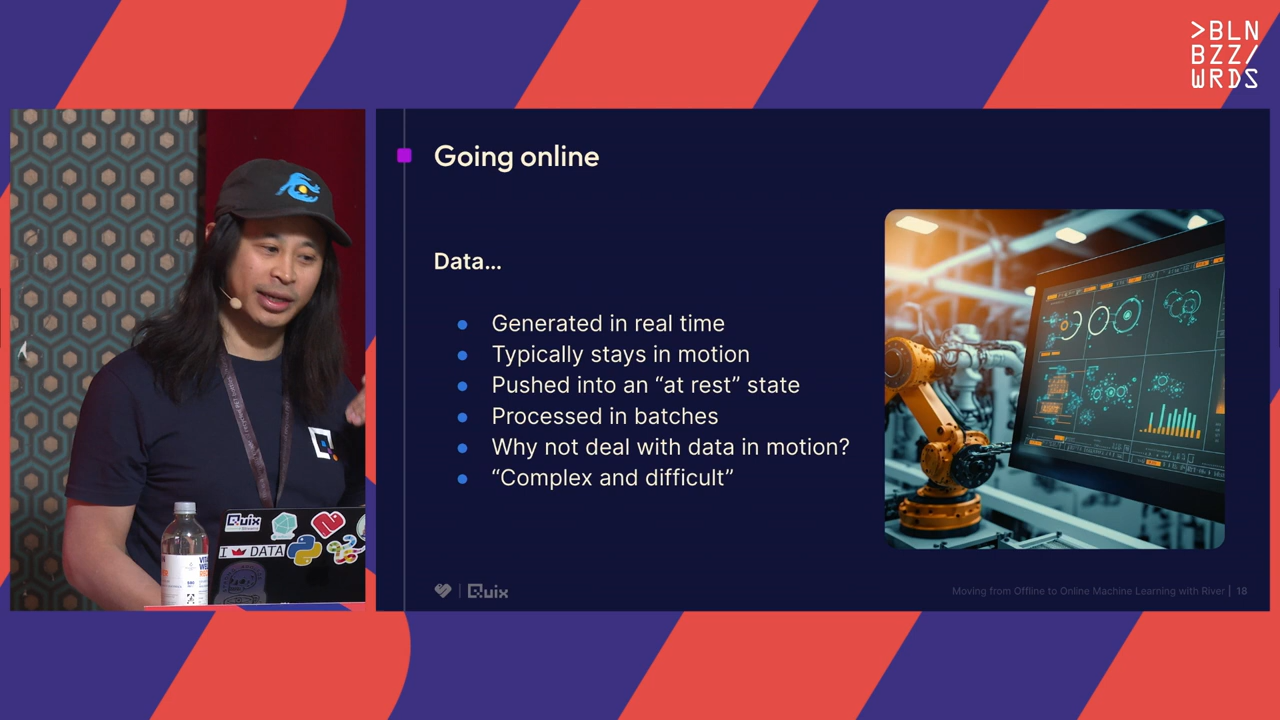 >BLN
BZZ/
WRDS
Going online
Data...
Generated in real time
Typically stays in motion
Pushed into an “at rest” state
Processed in batches
Why not deal with data in motion?
“Complex and difficult”
Quix
Moving from Offline to Online Machine Learning with River | 18
Quix
I DATA